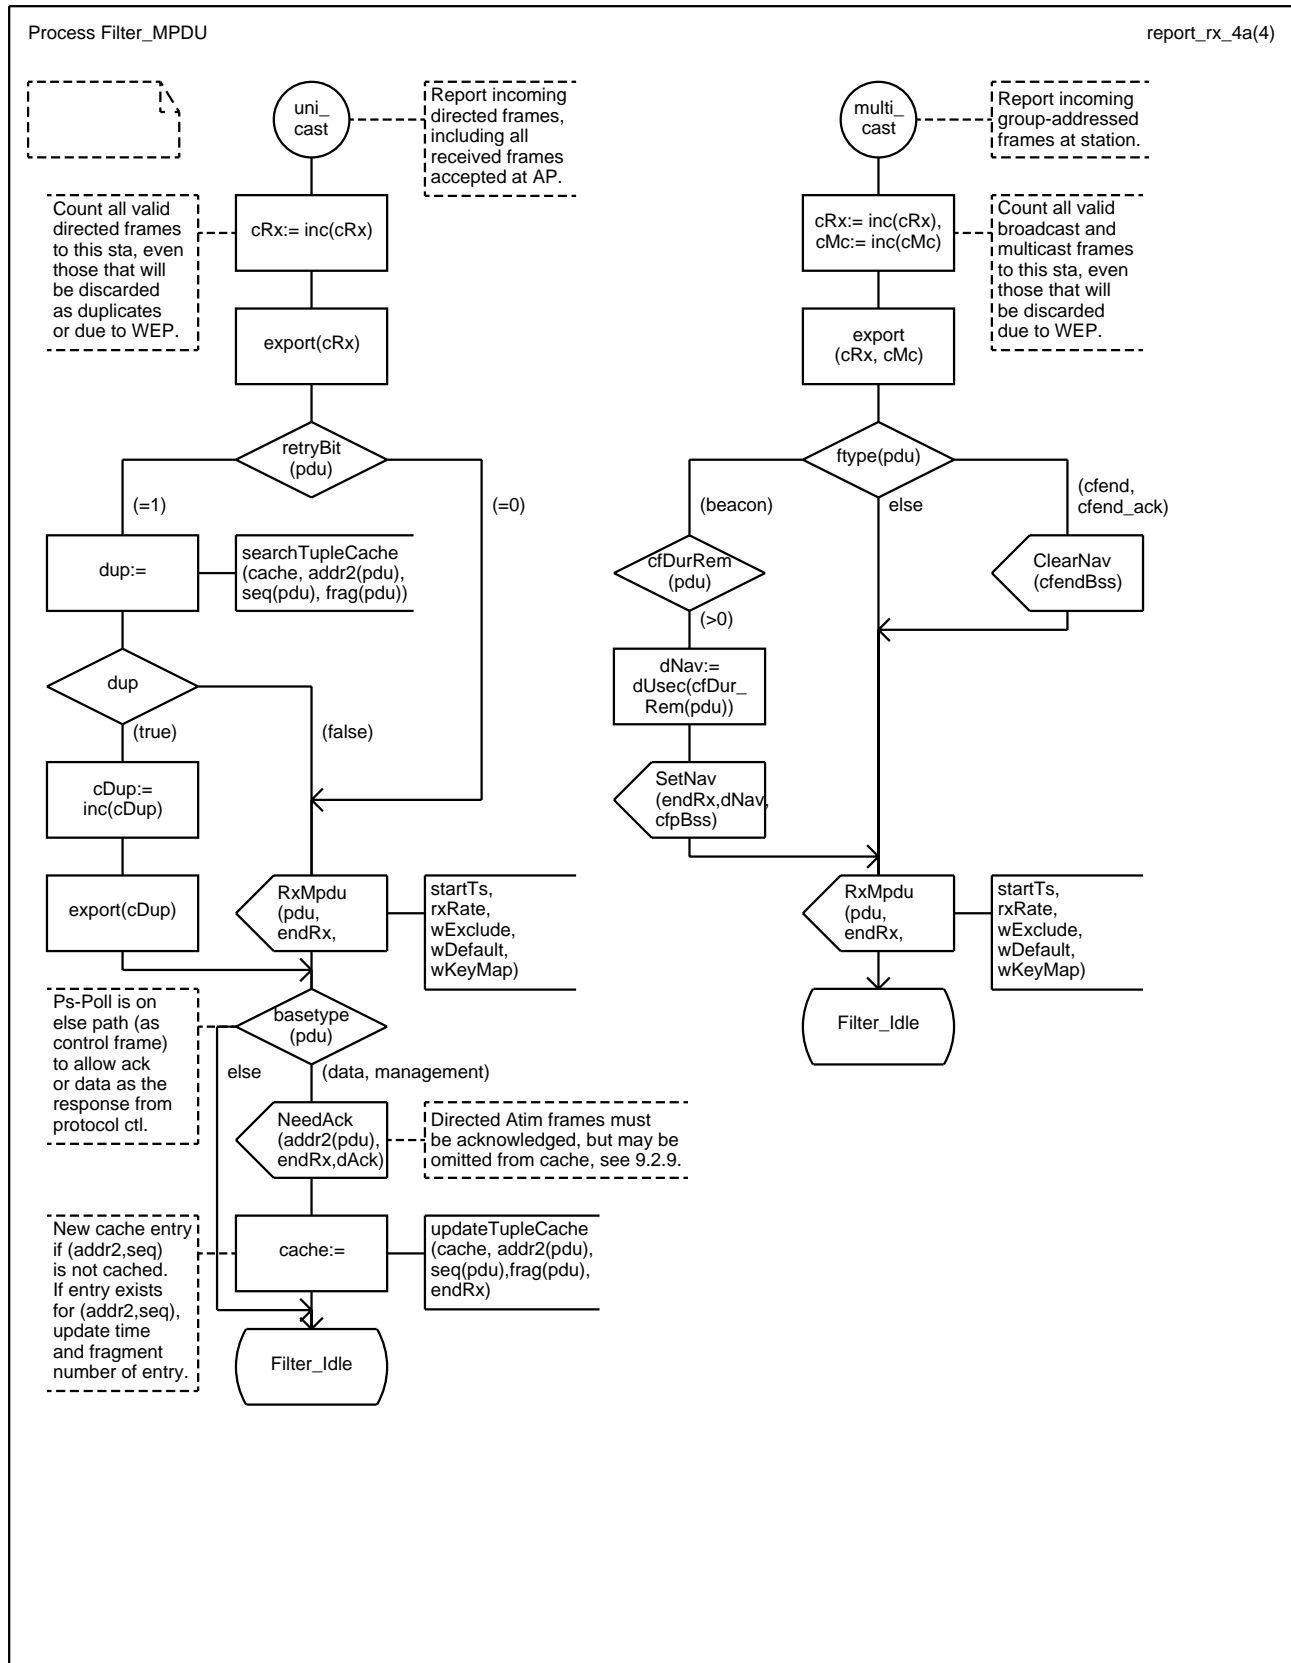 Process Filter_MPDU
report_rx_4a(4)
uni_
cast
Report incoming
directed frames,
including all
received frames
accepted at AP.
Count all valid
directed frames
to this sta, even
those that will
be discarded
as duplicates
or due to WEP.
cRx:= inc(cRx)
export(cRx)
retryBit
(pdu)
(=1)
(=0)
dup:=
searchTupleCache
(cache, addr2(pdu),
seq(pdu), frag(pdu))
dup
(true)
(false)
cDup:=
inc(cDup)
export(cDup)
RxMpdu
(pdu,
endRx,
startTs,
rxRate,
wExclude,
wDefault,
wKeyMap)
Ps-Poll is on
else path (as
control frame)
to allow ack
or data as the
response from
protocol ctl.
basetype
(pdu)
else
(data, management)
NeedAck
(addr2(pdu),
endRx,dAck)
Directed Atim frames must
be acknowledged, but may be
omitted from cache, see 9.2.9.
New cache entry
if (addr2,seq)
is not cached.
If entry exists
for (addr2,seq),
update time
and fragment
number of entry.
cache:=
updateTupleCache
(cache, addr2(pdu),
seq(pdu),frag(pdu),
endRx)
Filter_Idle
multi_
cast
Report incoming
group-addressed
frames at station.
cRx:= inc(cRx),
cMc:= inc(cMc)
Count all valid
broadcast and
multicast frames
to this sta, even
those that will
be discarded
due to WEP.
export
(cRx, cMc)
ftype(pdu)
(beacon)
else
(cfend,
cfend_ack)
cfDurRem
(pdu)
(>0)
ClearNav
(cfendBss)
dNav:=
dUsec(cfDur_
Rem(pdu))
SetNav
(endRx,dNav,
cfpBss)
RxMpdu
(pdu,
endRx,
startTs,
rxRate,
wExclude,
wDefault,
wKeyMap)
Filter_Idle